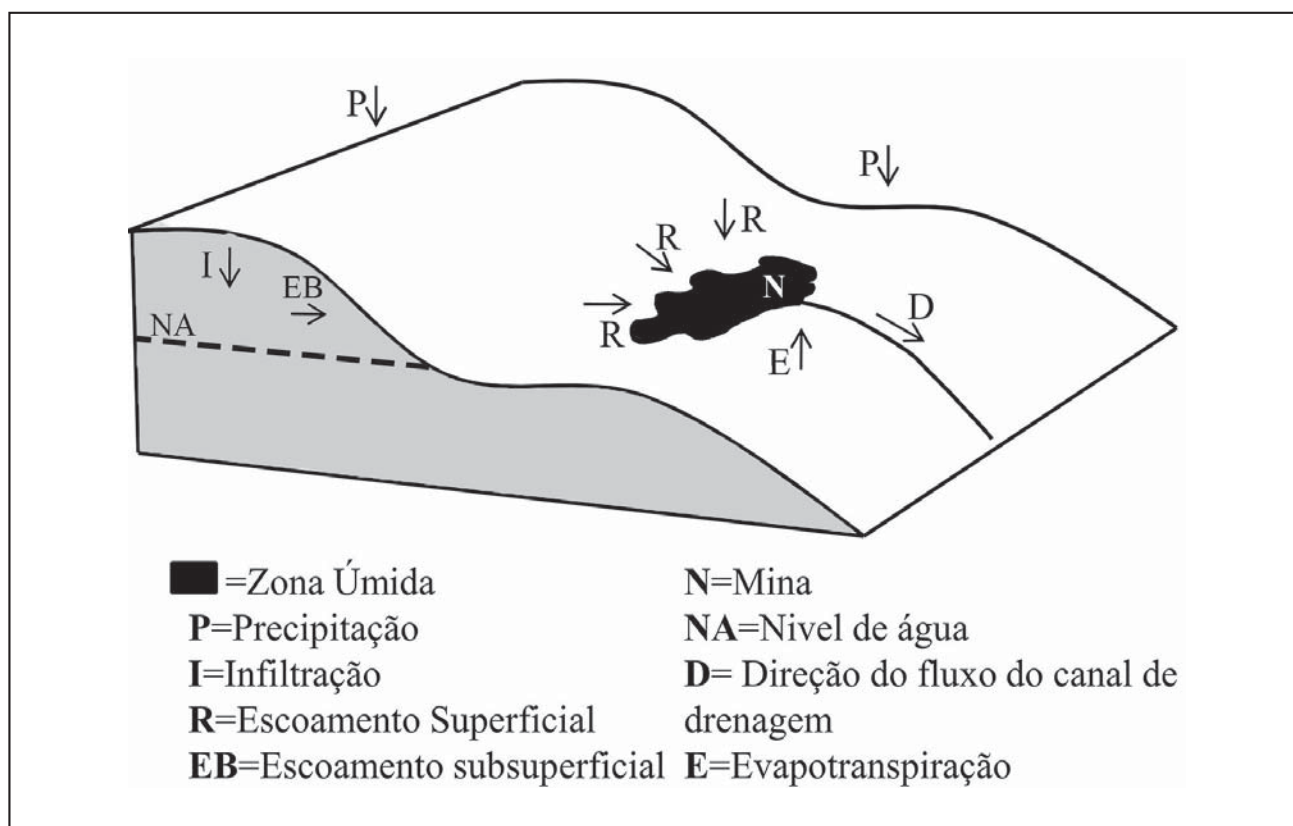 P
P
R
R
I
EB
N
D
NA
R
E
=Zona Úmida
P=Precipitação
I=Infiltração
R=Escoamento Superficial
EB=Escoamento subsuperficial
N=Mina
NA=Nivel de água
D= Direção do fluxo do canal de
drenagem
E=Evapotranspiração